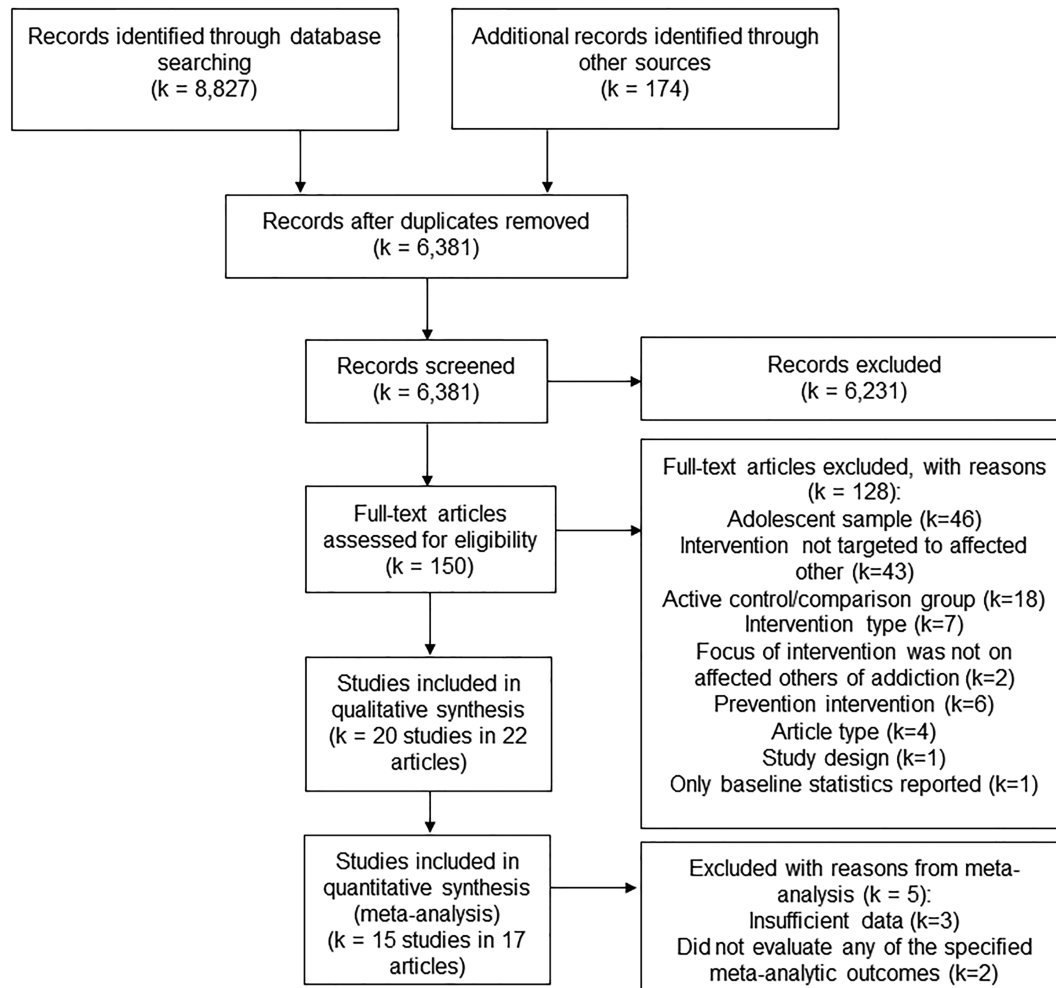 Records identified through database
searching
(k = 8,827)
Additional records identified through
other sources
(k = 174)
Records after duplicates removed
(k = 6,381)
Records screened
(k = 6,381)
Records excluded
(k = 6,231)
Full-text articles
assessed for eligibility
(k = 150)
Full-text articles excluded, with reasons
(k = 128):
Adolescent sample (k=46)
Intervention not targeted to affected
other (k=43)
Active control/comparison group (k=18)
Intervention type (k=7)
Focus of intervention was not on
affected others of addiction (k=2)
Prevention intervention (k=6)
Article type (k=4)
Study design (k=1)
Only baseline statistics reported (k=1)
Studies included in
qualitative synthesis
(k = 20 studies in 22
articles)
Studies included in
quantitative synthesis
(meta-analysis)
(k = 15 studies in 17
articles)
Excluded with reasons from meta-
analysis (k = 5):
Insufficient data (k=3)
Did not evaluate any of the specified
meta-analytic outcomes (k=2)